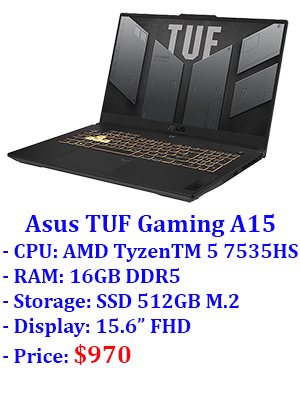 TUF
Asus TUF Gaming A15
- CPU: AMD TyzenTM 5 7535HS
- RAM: 16GB DDR5
- Storage: SSD 512GB M.2
- Display: 15.6” FHD
- Price: $970